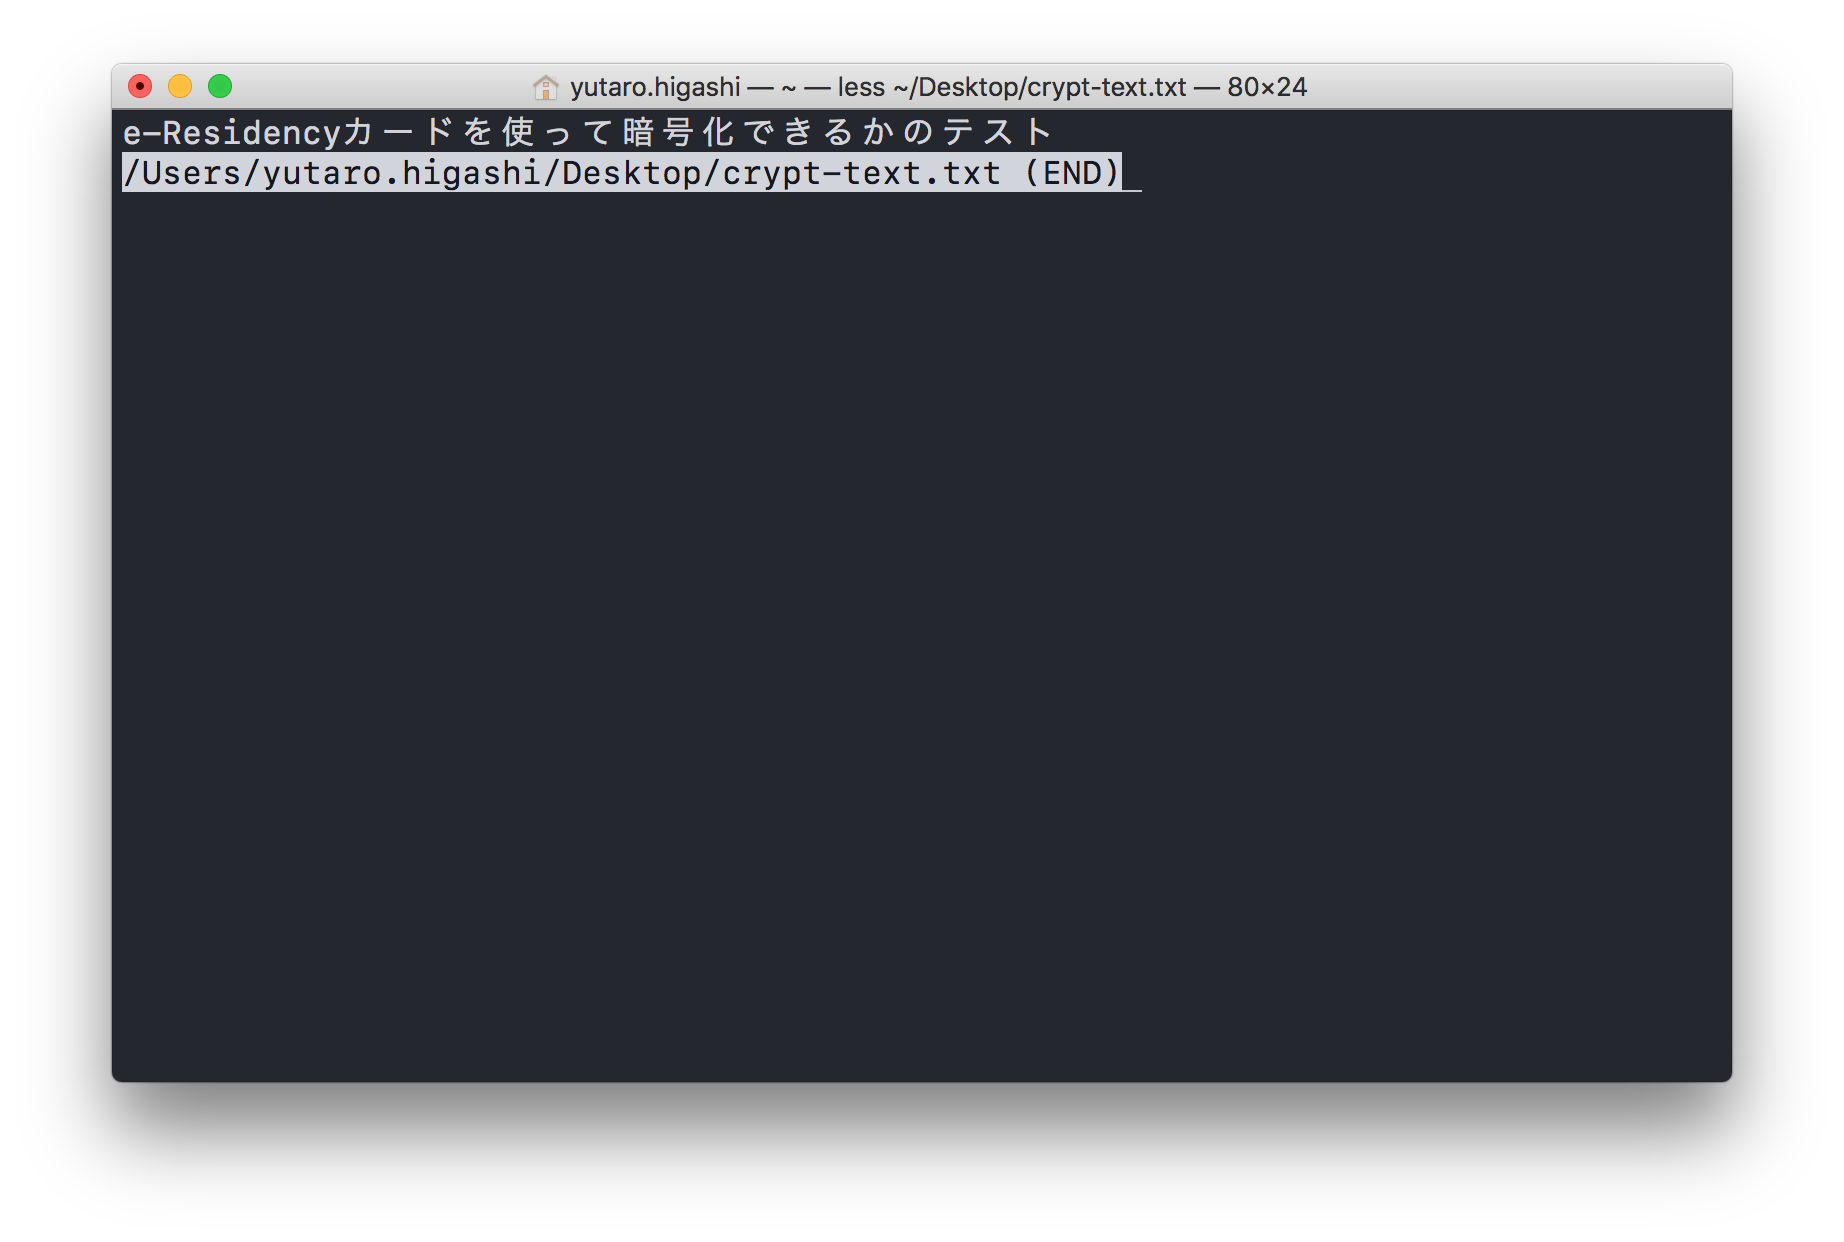 yutaro.higashi — ~ — less ~/Desktop/crypt-text.txt — 80×24
e-Residencyカードを使って暗号化できるかのテスト
/Users/yutaro.higashi/Desktop/crypt-text.txt (END)